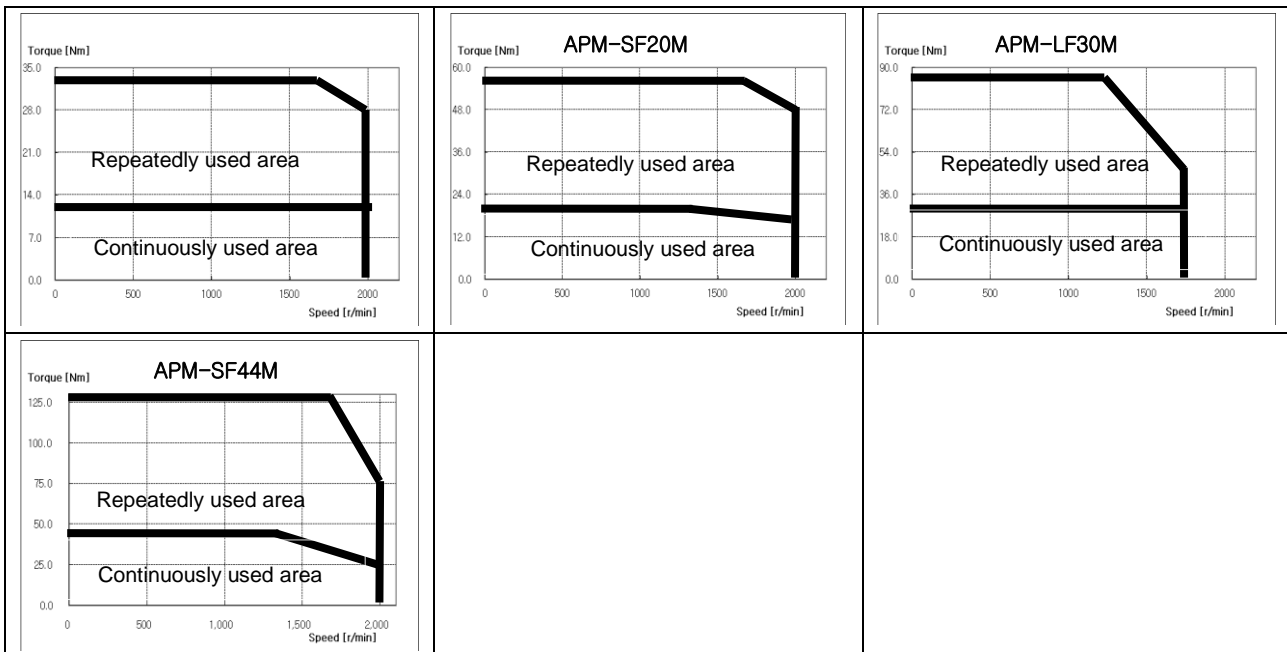 Torque [Nm]
35.0
28.0
21.0
14.0
7.0
0.0
Repeatedly used area
Continuously used area
0 500 1000 1500 2000
Speed [r/min]
APM-SF20M
Torque [Nm]
60.0
48.0
36.0
24.0
12.0
0.0
Repeatedly used area
Continuously used area
0 500 1000 1500 2000
Speed [r/min]
APM-LF30M
Torque [Nm]
90.0
72.0
54.0
36.0
18.0
0.0
Repeatedly used area
Continuously used area
0 500 1000 1500 2000
Speed [r/min]
APM-SF44M
Torque [Nm]
125.0
100.0
75.0
50.0
25.0
0.0
Repeatedly used area
Continuously used area
0 500 1,000 1,500 2,000
Speed [r/min]